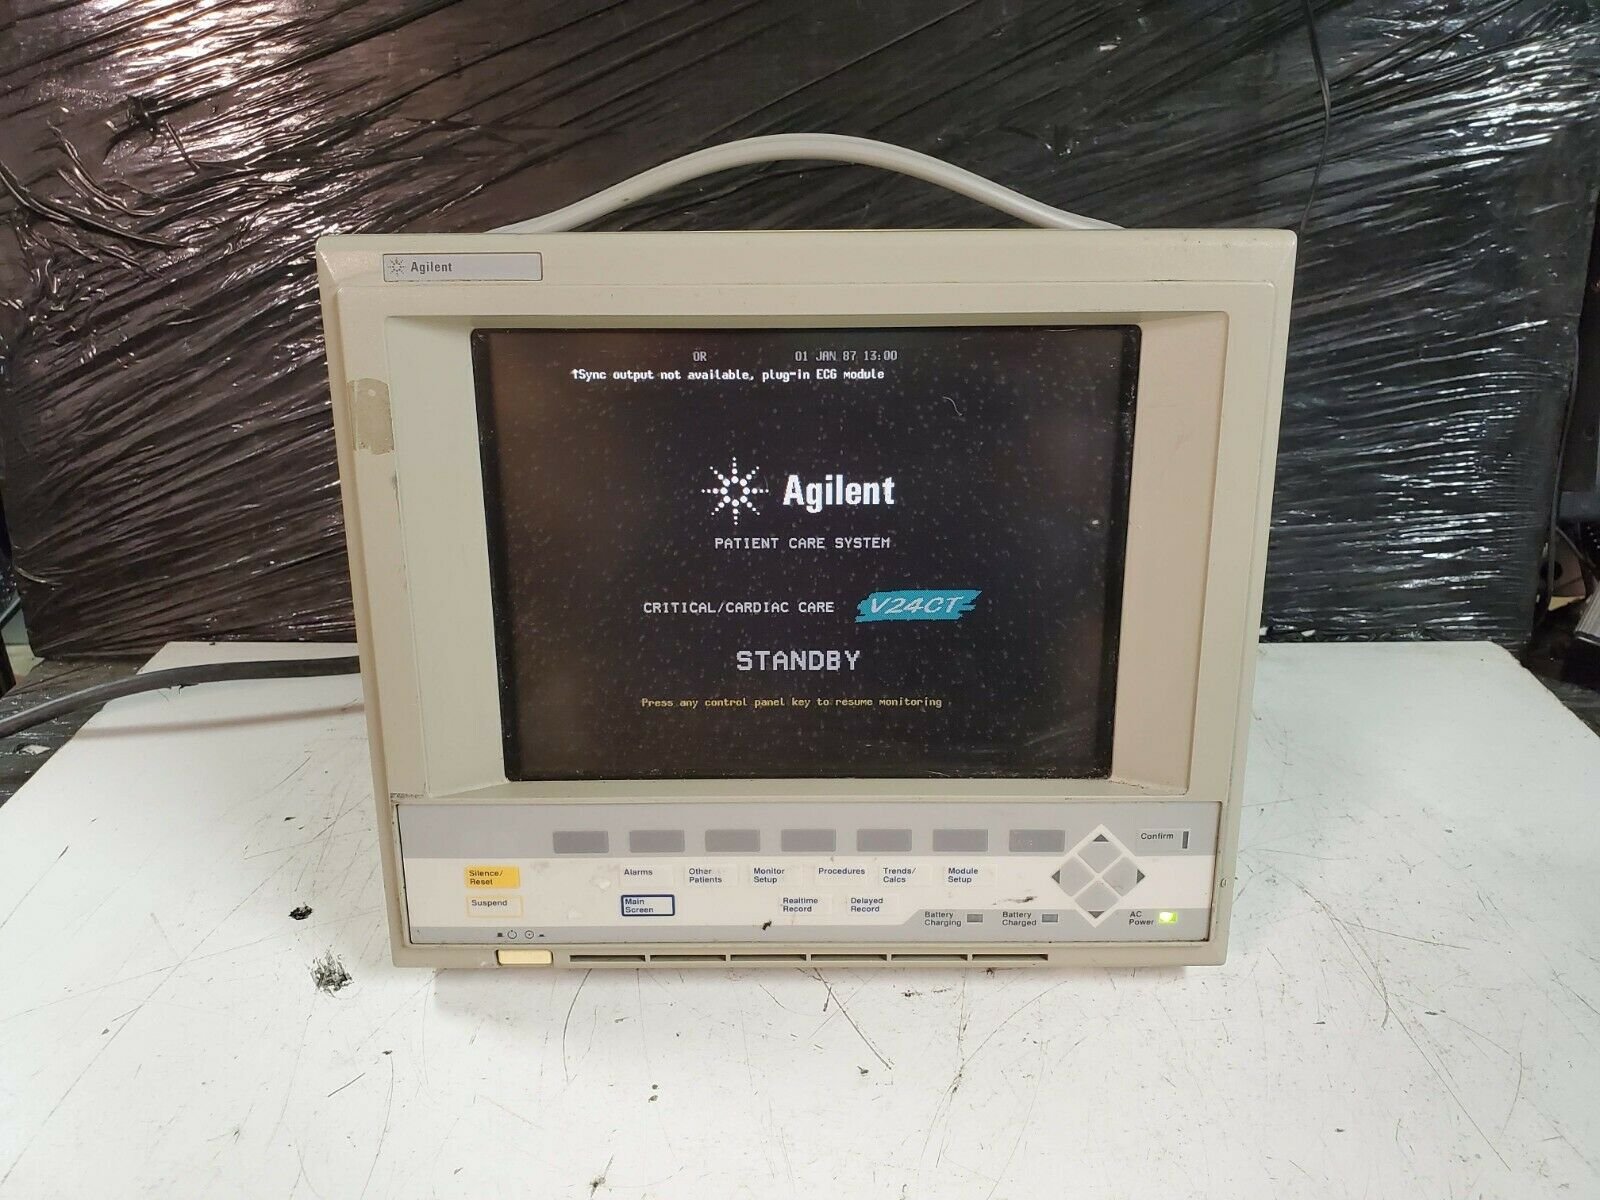 Agilent
OR 01 JAN 87 13:00
↑Sync output not available, plug-in ECG module
Agilent
PATIENT CARE SYSTEM
CRITICAL/CARDIAC CARE V24CT
STANDBY
Press any control panel key to resume monitoring
Confirm
Silence/
Reset
Alarms
Other
Patients
Monitor
Setup
Procedures
Trends/
Calcs
Module
Setup
Suspend
Main
Screen
Realtime
Record
Delayed
Record
Battery
Charging
Battery
Charged
AC
Power